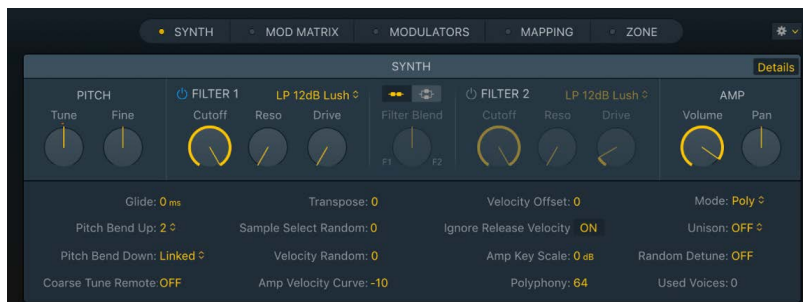 SYNTH MOD MATRIX MODULATORS MAPPING ZONE
SYNTH Details
PITCH FILTER 1 LP 12dB Lush FILTER 2 LP 12dB Lush AMP
Tune Fine Cutoff Reso Drive Filter Blend Cutoff Reso Drive Volume Pan
F1 F2
Glide: 0 ms Transpose: 0 Velocity Offset: 0 Mode: Poly
Pitch Bend Up: 2 Sample Select Random: 0 Ignore Release Velocity ON Unison: OFF
Pitch Bend Down: Linked Velocity Random: 0 Amp Key Scale: 0 dB Random Detune: OFF
Coarse Tune Remote: OFF Amp Velocity Curve: -10 Polyphony: 64 Used Voices: 0